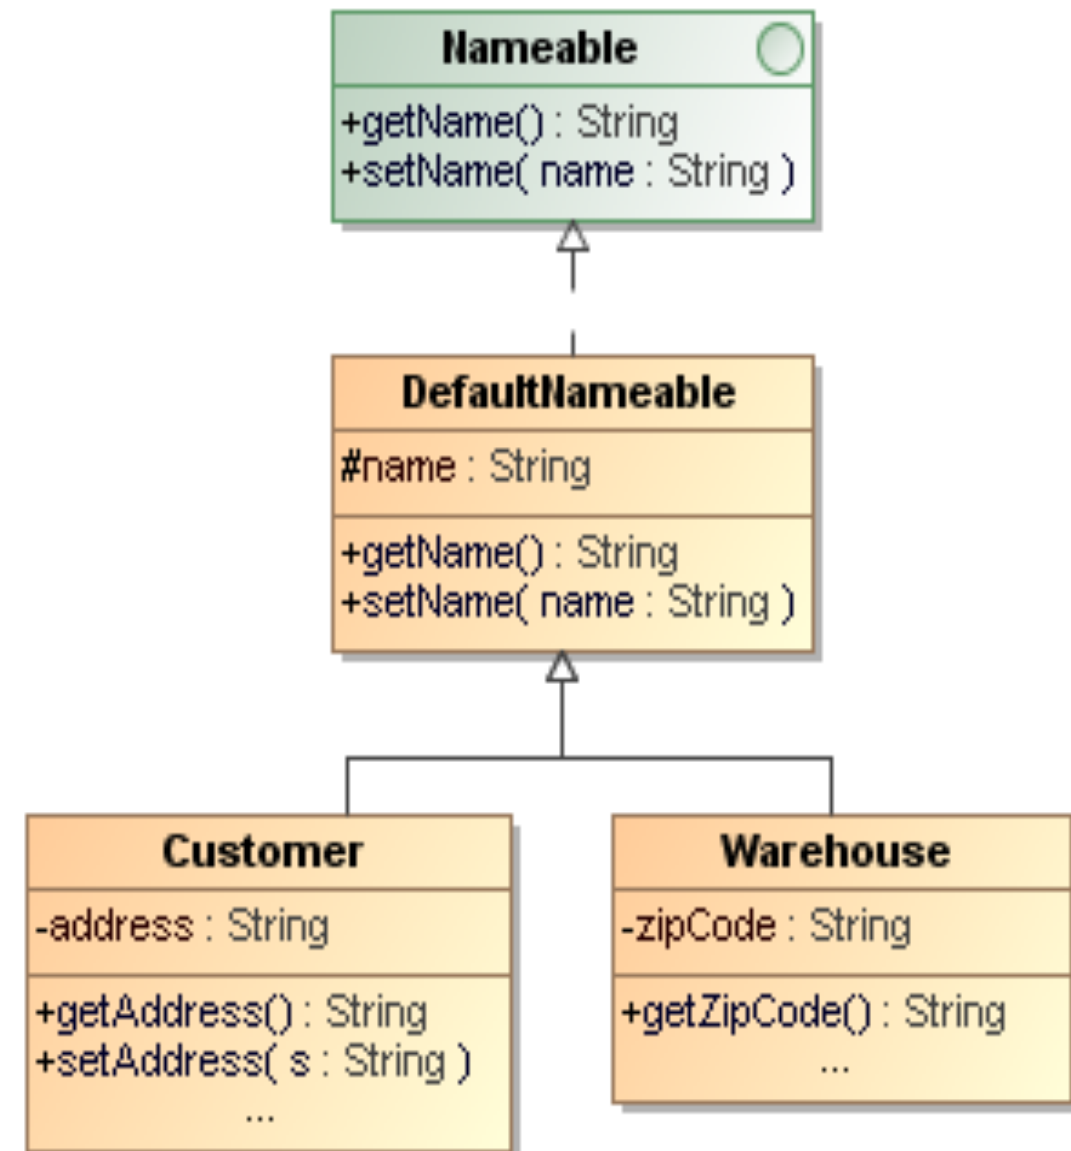 Nameable
+getName() : String
+setName( name : String )
DefaultNameable
#name : String
+getName() : String
+setName( name : String )
Customer
-address : String
+getAddress() : String
+setAddress( s : String )
...
Warehouse
-zipCode : String
+getZipCode() : String
...